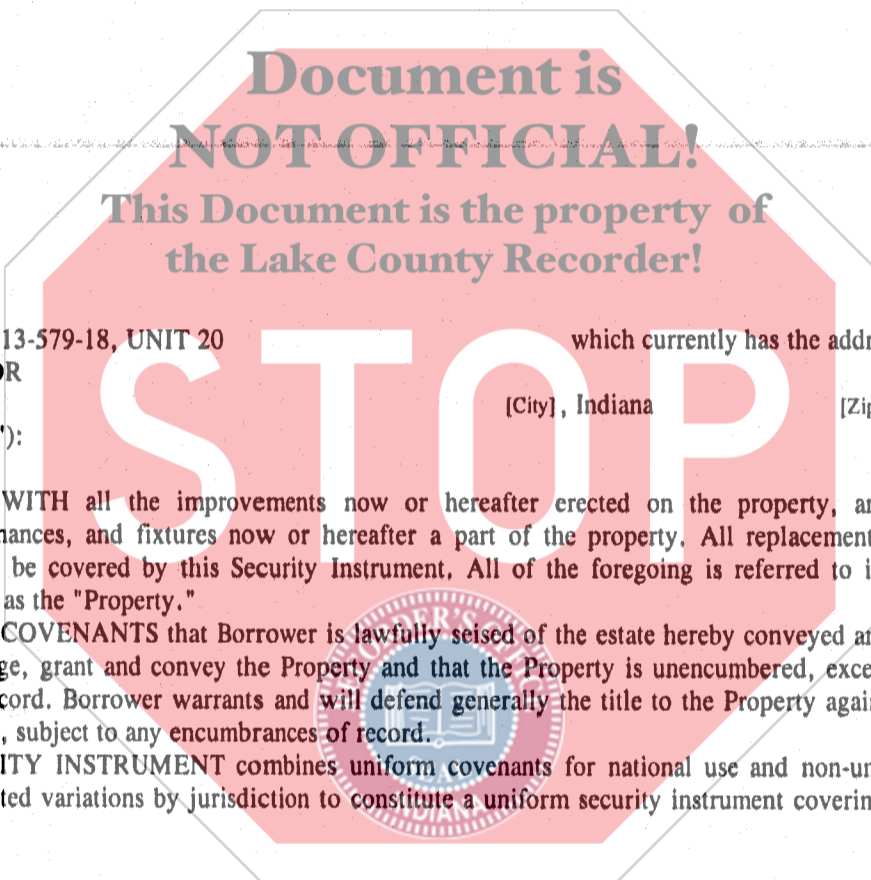 Document is
NOT OFFICIAL!
This Document is the property of
the Lake County Recorder!
STOP
13-579-18, UNIT 20 which currently has the addr
OR
[City] , Indiana [Zip
"):
WITH all the improvements now or hereafter erected on the property, an
nances, and fixtures now or hereafter a part of the property. All replacement
be covered by this Security Instrument. All of the foregoing is referred to i
as the "Property."
COVENANTS that Borrower is lawfully seised of the estate hereby conveyed an
ge, grant and convey the Property and that the Property is unencumbered, exce
cord. Borrower warrants and will defend generally the title to the Property agai
, subject to any encumbrances of record.
ITY INSTRUMENT combines uniform covenants for national use and non-un
ted variations by jurisdiction to constitute a uniform security instrument coverin
INDIANA